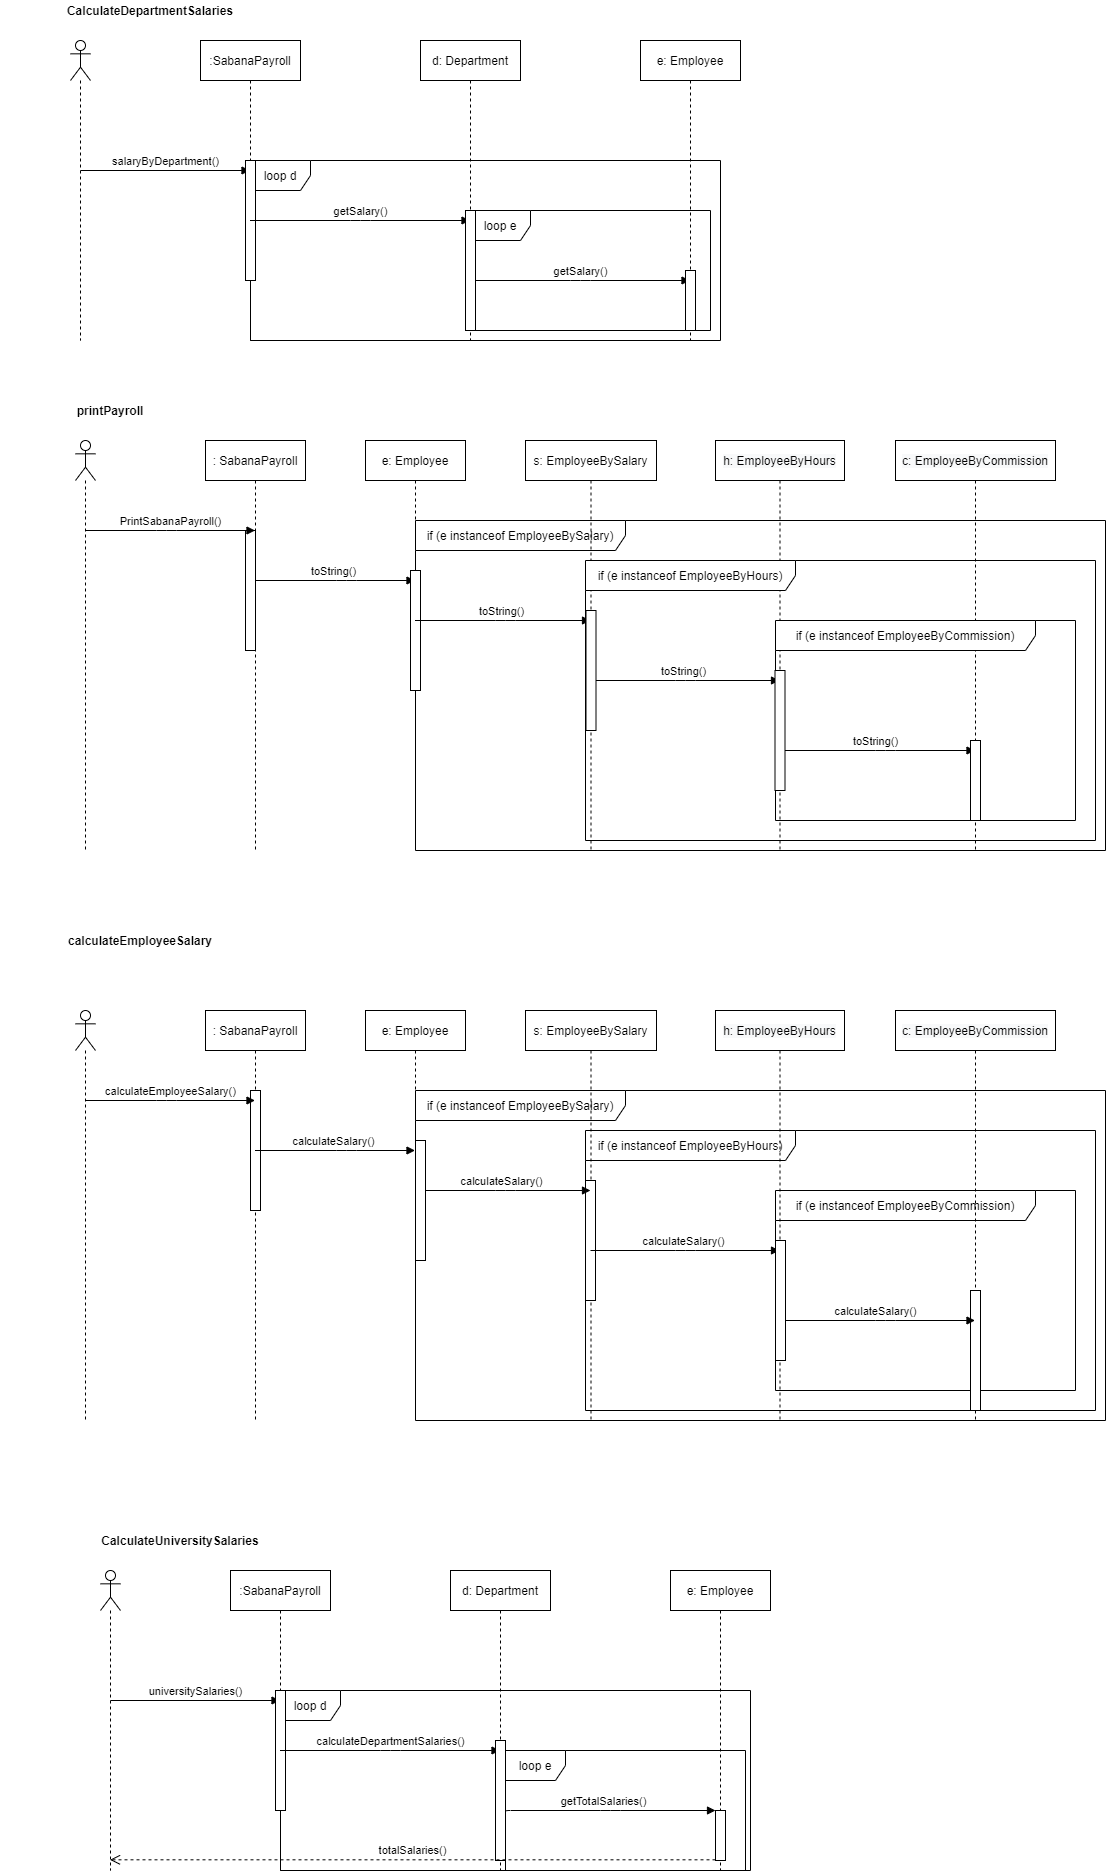 CalculateDepartmentSalaries
:SabanaPayroll
d: Department
e: Employee
salaryByDepartment()
loop d
getSalary()
loop e
getSalary()
printPayroll
: SabanaPayroll
e: Employee
s: EmployeeBySalary
h: EmployeeByHours
c: EmployeeByCommission
PrintSabanaPayroll()
if (e instanceof EmployeeBySalary)
toString()
if (e instanceof EmployeeByHours)
toString()
if (e instanceof EmployeeByCommission)
toString()
toString()
calculateEmployeeSalary
: SabanaPayroll
e: Employee
s: EmployeeBySalary
h: EmployeeByHours
c: EmployeeByCommission
calculateEmployeeSalary()
if (e instanceof EmployeeBySalary)
calculateSalary()
if (e instanceof EmployeeByHours)
calculateSalary()
if (e instanceof EmployeeByCommission)
calculateSalary()
calculateSalary()
CalculateUniversitySalaries
:SabanaPayroll
d: Department
e: Employee
universitySalaries()
loop d
calculateDepartmentSalaries()
loop e
getTotalSalaries()
totalSalaries()